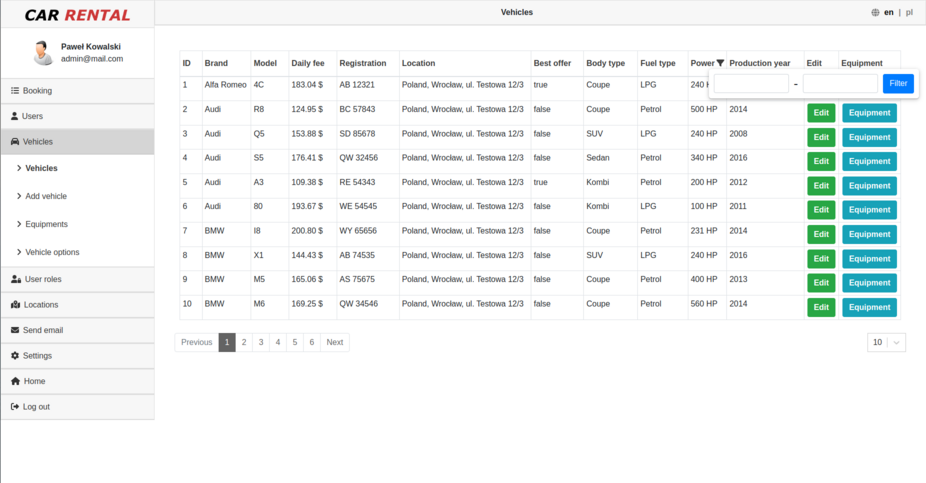 CAR RENTAL
Vehicles
en | pl
Paweł Kowalski
admin@mail.com
Booking
Users
Vehicles
Vehicles
Add vehicle
Equipments
Vehicle options
User roles
Locations
Send email
Settings
Home
Log out
ID Brand Model Daily fee Registration Location Best offer Body type Fuel type Power Production year Edit Equipment
- Filter
1 Alfa Romeo 4C 183.04 $ AB 12321 Poland, Wrocław, ul. Testowa 12/3 true Coupe LPG 240
2 Audi R8 124.95 $ BC 57843 Poland, Wrocław, ul. Testowa 12/3 false Coupe Petrol 500 HP 2014 Edit Equipment
3 Audi Q5 153.88 $ SD 85678 Poland, Wrocław, ul. Testowa 12/3 false SUV LPG 240 HP 2008 Edit Equipment
4 Audi S5 176.41 $ QW 32456 Poland, Wrocław, ul. Testowa 12/3 false Sedan Petrol 340 HP 2016 Edit Equipment
5 Audi A3 109.38 $ RE 54343 Poland, Wrocław, ul. Testowa 12/3 true Kombi Petrol 200 HP 2012 Edit Equipment
6 Audi 80 193.67 $ WE 54545 Poland, Wrocław, ul. Testowa 12/3 false Kombi LPG 100 HP 2011 Edit Equipment
7 BMW I8 200.80 $ WY 65656 Poland, Wrocław, ul. Testowa 12/3 false Coupe Petrol 231 HP 2014 Edit Equipment
8 BMW X1 144.43 $ AB 74535 Poland, Wrocław, ul. Testowa 12/3 false SUV LPG 240 HP 2016 Edit Equipment
9 BMW M5 165.06 $ AS 75675 Poland, Wrocław, ul. Testowa 12/3 false Coupe Petrol 400 HP 2013 Edit Equipment
10 BMW M6 169.25 $ QW 34546 Poland, Wrocław, ul. Testowa 12/3 false Coupe Petrol 560 HP 2014 Edit Equipment
Previous 1 2 3 4 5 6 Next
10